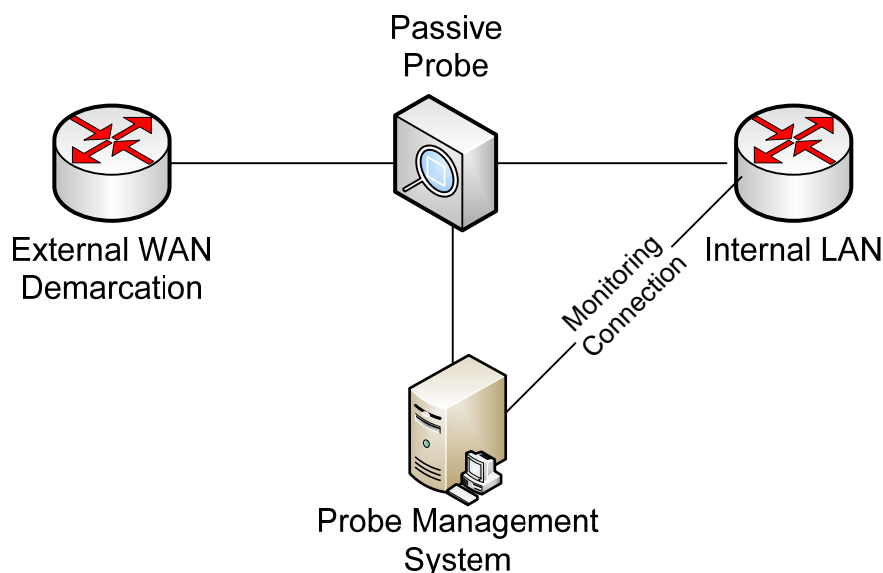 Passive
Probe
External WAN
Demarcation
Internal LAN
Monitoring
Connection
Probe Management
System